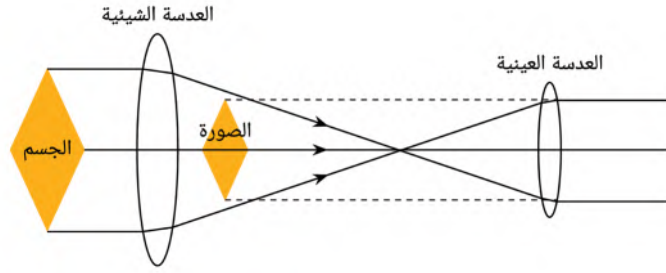 العدسة الشيئية
العدسة العينية
الصورة
الجسم